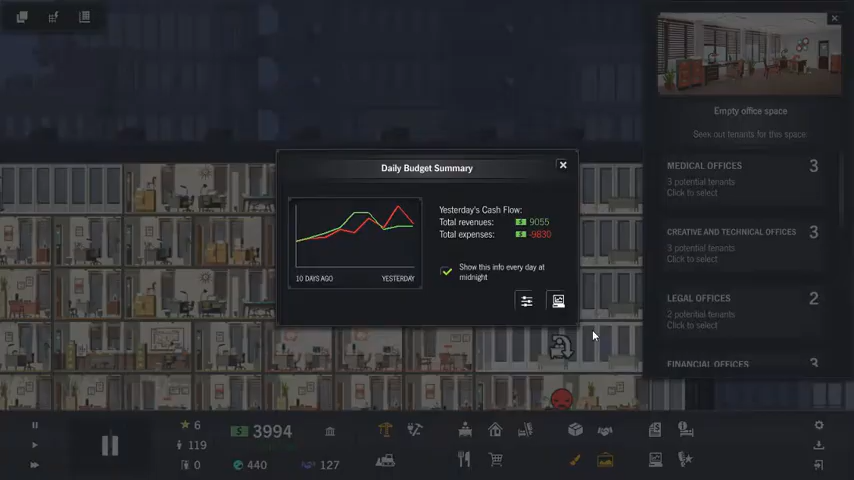 Daily Budget Summary
Yesterday's Cash Flow:
Total revenues: $ 9055
Total expenses: $ -9830
Show this info every day at
midnight
10 DAYS AGO
YESTERDAY
Empty office space
Seek out tenants for this space
MEDICAL OFFICES 3
3 potential tenants
Click to select
CREATIVE AND TECHNICAL OFFICES 3
3 potential tenants
Click to select
LEGAL OFFICES 2
2 potential tenants
Click to select
FINANCIAL OFFICES 3
6
119
0
$ 3994
440
127